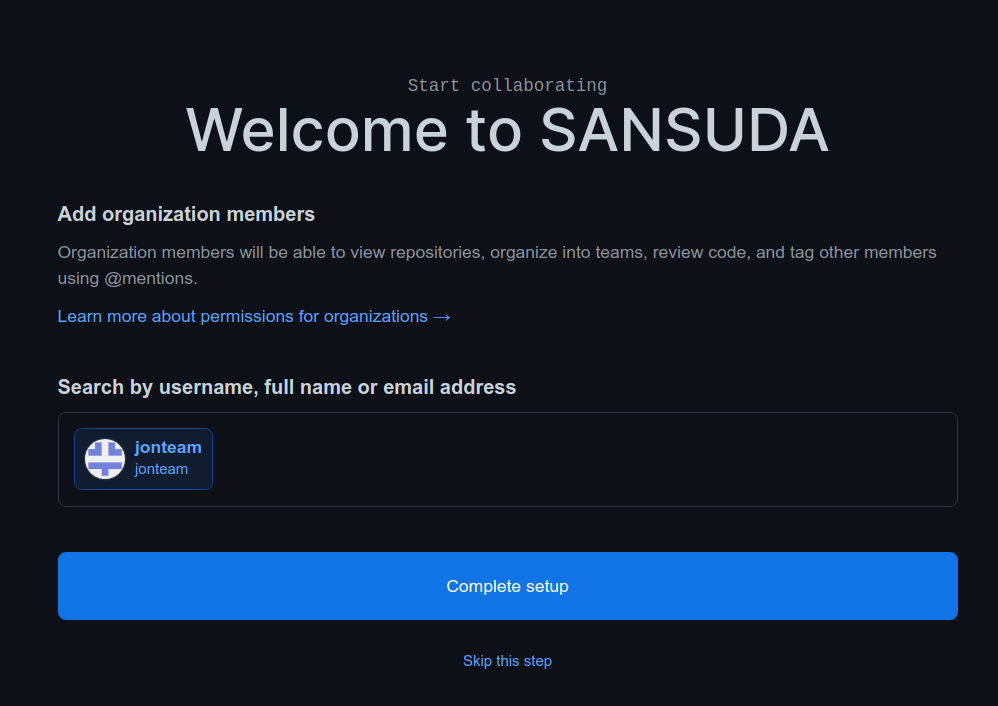 Start collaborating
Welcome to SANSUDA
Add organization members
Organization members will be able to view repositories, organize into teams, review code, and tag other members
using @mentions.
Learn more about permissions for organizations →
Search by username, full name or email address
jonteam
jonteam
Complete setup
Skip this step